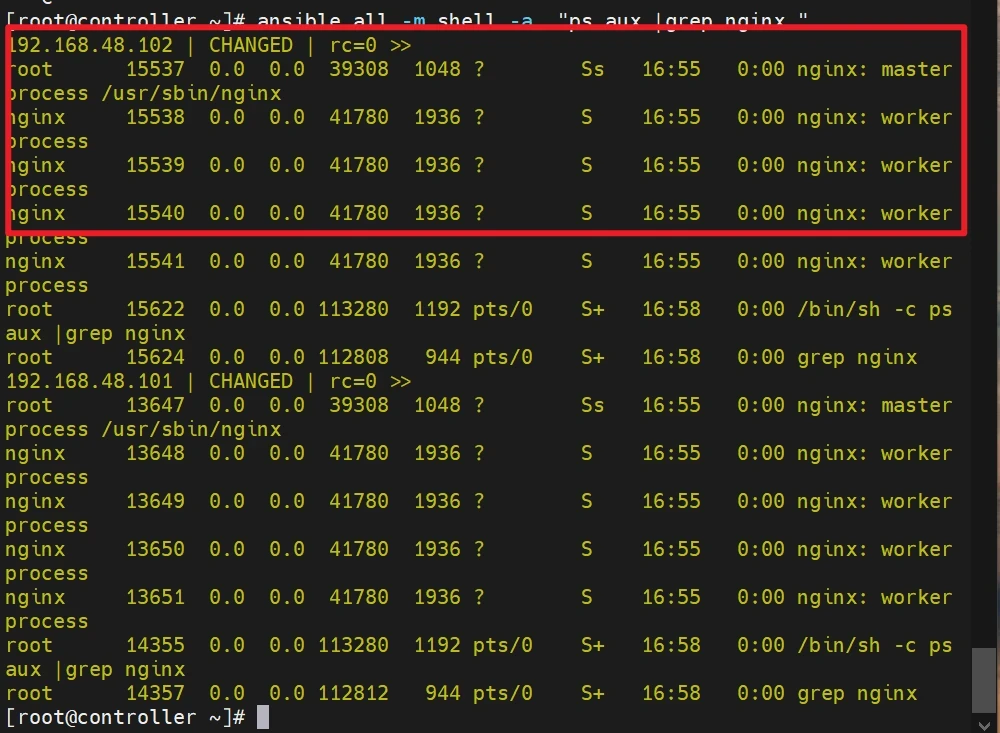 [root@controller ~]# ansible all -m shell -a  "ps aux |grep nginx "
192.168.48.102 | CHANGED | rc=0 >>
root      15537  0.0  0.0  39308  1048 ?        Ss   16:55   0:00 nginx: master
process /usr/sbin/nginx
nginx     15538  0.0  0.0  41780  1936 ?        S    16:55   0:00 nginx: worker
process
nginx     15539  0.0  0.0  41780  1936 ?        S    16:55   0:00 nginx: worker
process
nginx     15540  0.0  0.0  41780  1936 ?        S    16:55   0:00 nginx: worker
process
nginx     15541  0.0  0.0  41780  1936 ?        S    16:55   0:00 nginx: worker
process
root      15622  0.0  0.0 113280  1192 pts/0    S+   16:58   0:00 /bin/sh -c ps
aux |grep nginx
root      15624  0.0  0.0 112808   944 pts/0    S+   16:58   0:00 grep nginx
192.168.48.101 | CHANGED | rc=0 >>
root      13647  0.0  0.0  39308  1048 ?        Ss   16:55   0:00 nginx: master
process /usr/sbin/nginx
nginx     13648  0.0  0.0  41780  1936 ?        S    16:55   0:00 nginx: worker
process
nginx     13649  0.0  0.0  41780  1936 ?        S    16:55   0:00 nginx: worker
process
nginx     13650  0.0  0.0  41780  1936 ?        S    16:55   0:00 nginx: worker
process
nginx     13651  0.0  0.0  41780  1936 ?        S    16:55   0:00 nginx: worker
process
root      14355  0.0  0.0 113280  1192 pts/0    S+   16:58   0:00 /bin/sh -c ps
aux |grep nginx
root      14357  0.0  0.0 112812   944 pts/0    S+   16:58   0:00 grep nginx
[root@controller ~]#